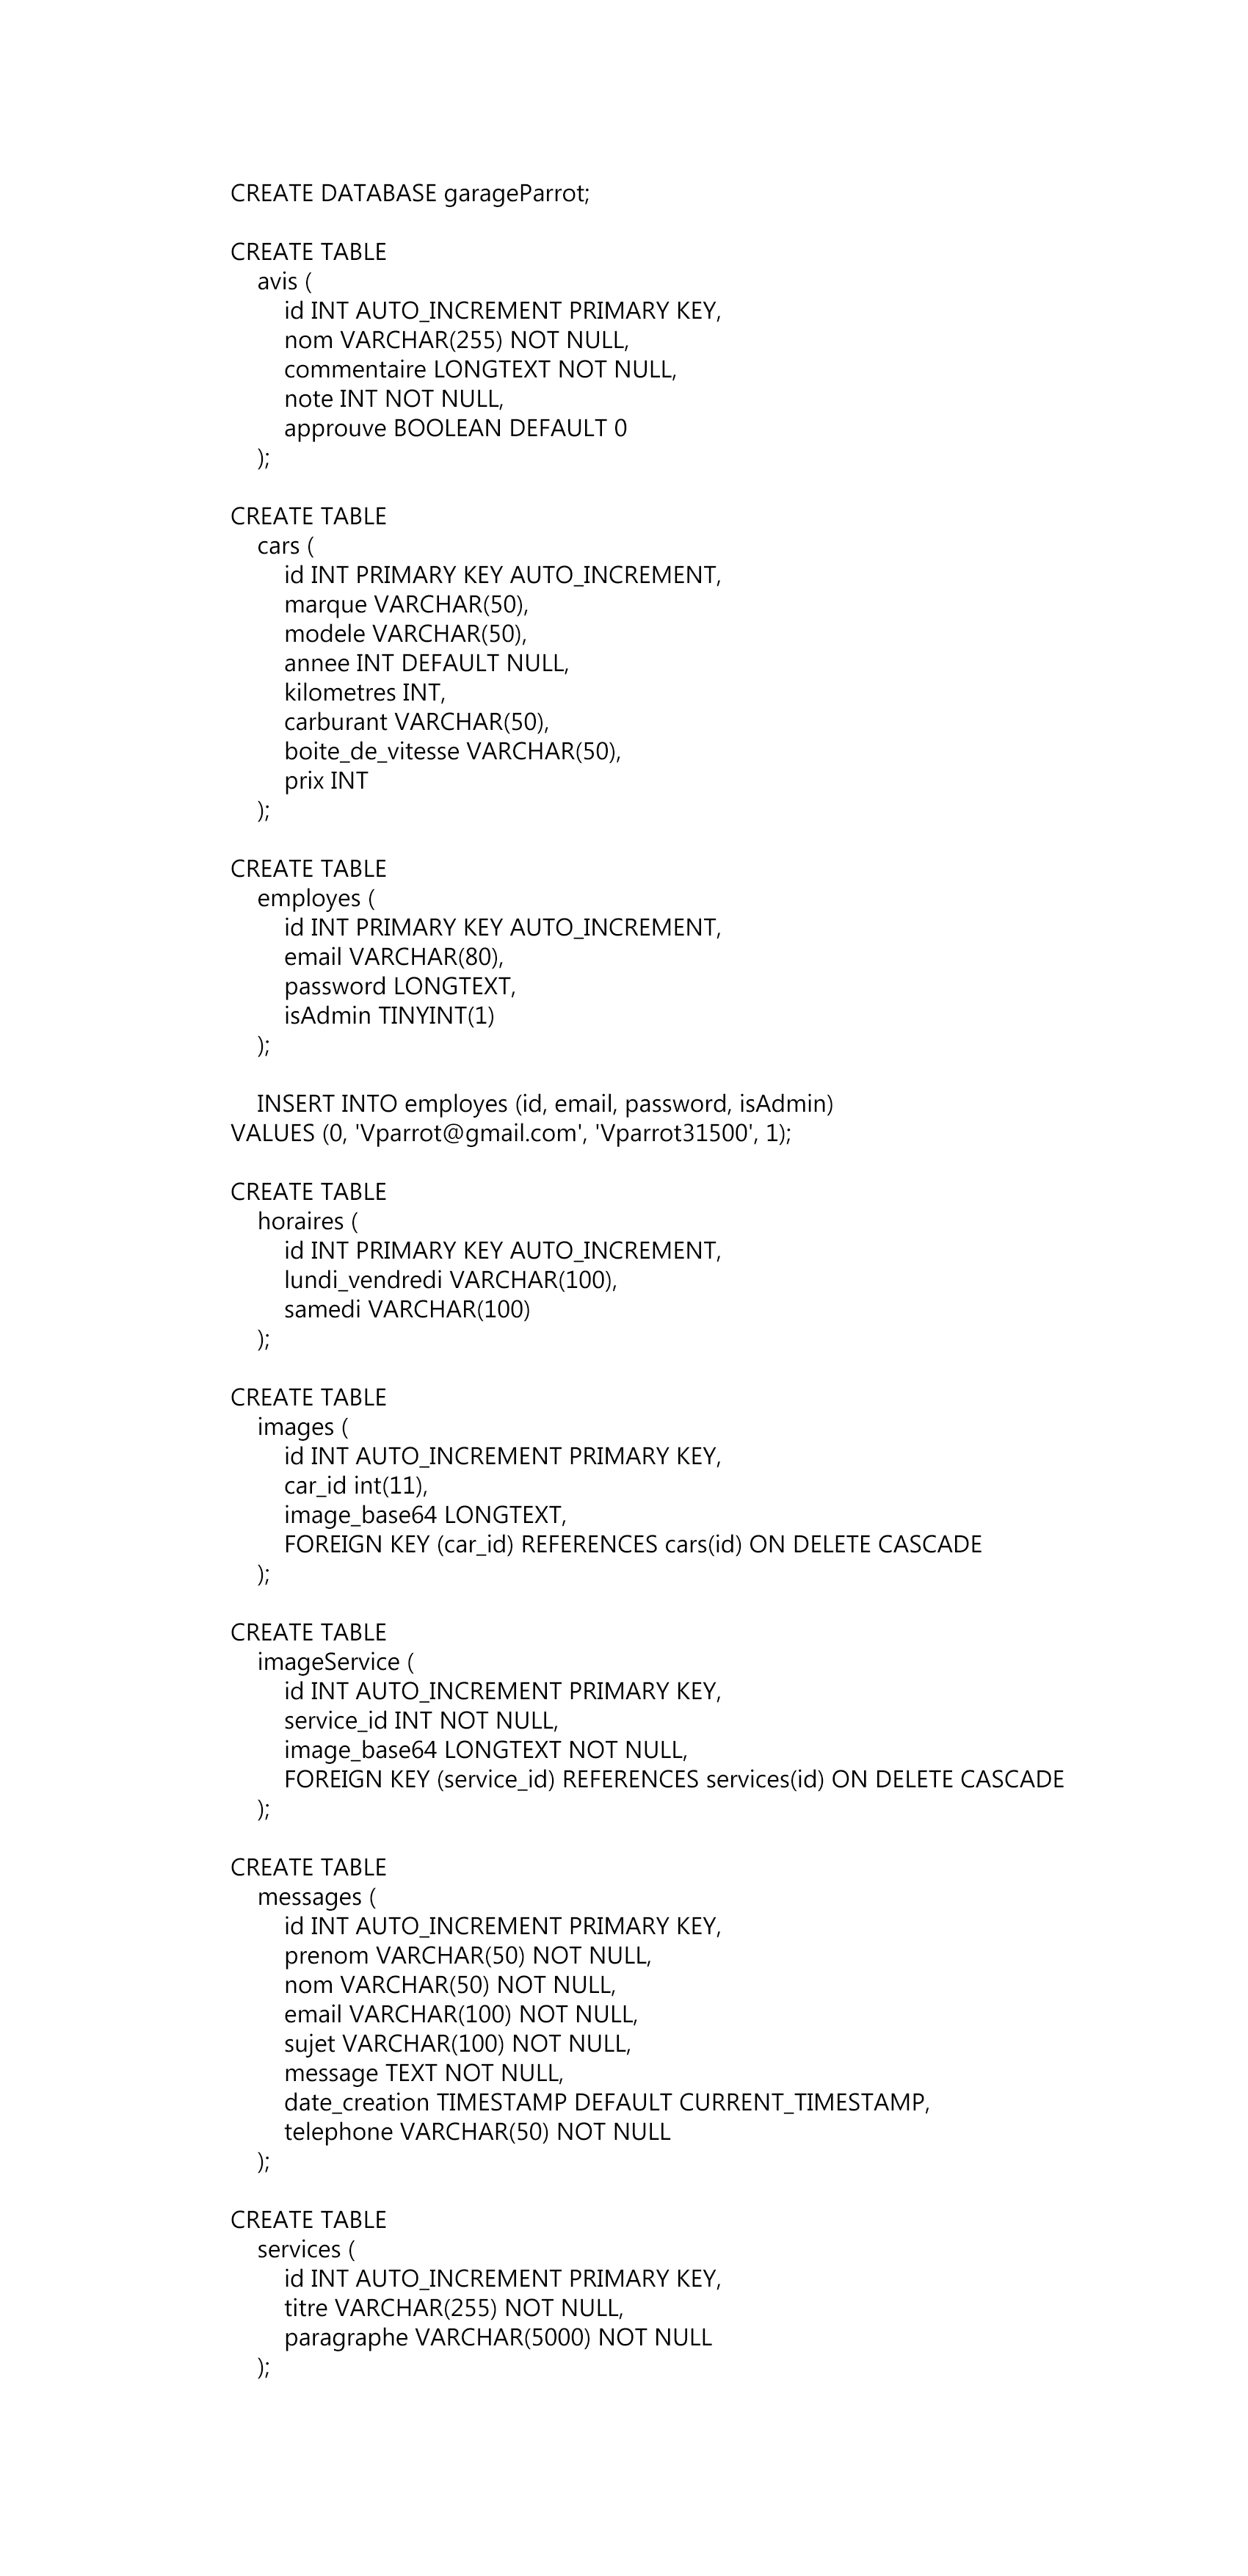 CREATE DATABASE garageParrot;
CREATE TABLE
avis (
id INT AUTO_INCREMENT PRIMARY KEY,
nom VARCHAR(255) NOT NULL,
commentaire LONGTEXT NOT NULL,
note INT NOT NULL,
approuve BOOLEAN DEFAULT 0
);
CREATE TABLE
cars (
id INT PRIMARY KEY AUTO_INCREMENT,
marque VARCHAR(50),
modele VARCHAR(50),
annee INT DEFAULT NULL,
kilometres INT,
carburant VARCHAR(50),
boite_de_vitesse VARCHAR(50),
prix INT
);
CREATE TABLE
employes (
id INT PRIMARY KEY AUTO_INCREMENT,
email VARCHAR(80),
password LONGTEXT,
isAdmin TINYINT(1)
);
INSERT INTO employes (id, email, password, isAdmin)
VALUES (0, 'Vparrot@gmail.com', 'Vparrot31500', 1);
CREATE TABLE
horaires (
id INT PRIMARY KEY AUTO_INCREMENT,
lundi_vendredi VARCHAR(100),
samedi VARCHAR(100)
);
CREATE TABLE
images (
id INT AUTO_INCREMENT PRIMARY KEY,
car_id int(11),
image_base64 LONGTEXT,
FOREIGN KEY (car_id) REFERENCES cars(id) ON DELETE CASCADE
);
CREATE TABLE
imageService (
id INT AUTO_INCREMENT PRIMARY KEY,
service_id INT NOT NULL,
image_base64 LONGTEXT NOT NULL,
FOREIGN KEY (service_id) REFERENCES services(id) ON DELETE CASCADE
);
CREATE TABLE
messages (
id INT AUTO_INCREMENT PRIMARY KEY,
prenom VARCHAR(50) NOT NULL,
nom VARCHAR(50) NOT NULL,
email VARCHAR(100) NOT NULL,
sujet VARCHAR(100) NOT NULL,
message TEXT NOT NULL,
date_creation TIMESTAMP DEFAULT CURRENT_TIMESTAMP,
telephone VARCHAR(50) NOT NULL
);
CREATE TABLE
services (
id INT AUTO_INCREMENT PRIMARY KEY,
titre VARCHAR(255) NOT NULL,
paragraphe VARCHAR(5000) NOT NULL
);